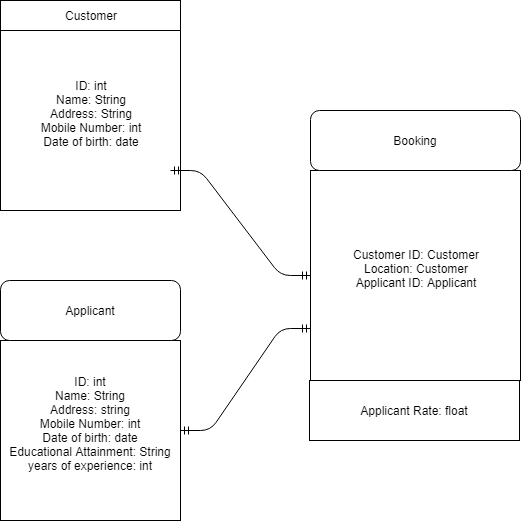 Customer
ID: int
Name: String
Address: String
Mobile Number: int
Date of birth: date
Booking
Customer ID: Customer
Location: Customer
Applicant ID: Applicant
Applicant Rate: float
Applicant
ID: int
Name: String
Address: string
Mobile Number: int
Date of birth: date
Educational Attainment: String
years of experience: int